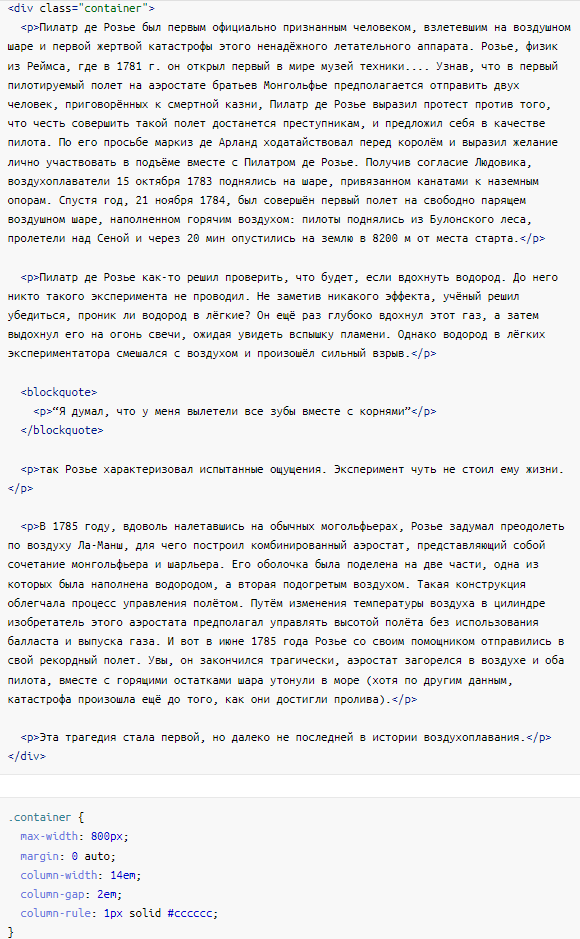 <div class="container">
<p>Пилатр де Розье был первым официально признанным человеком, взлетевшим на воздушном
шаре и первой жертвой катастрофы этого ненадёжного летательного аппарата. Розье, физик
из Реймса, где в 1781 г. он открыл первый в мире музей техники.... Узнав, что в первый
пилотируемый полет на аэростате братьев Монгольфье предполагается отправить двух
человек, приговорённых к смертной казни, Пилатр де Розье выразил протест против того,
что честь совершить такой полет достанется преступникам, и предложил себя в качестве
пилота. По его просьбе маркиз де Арланд ходатайствовал перед королём и выразил желание
лично участвовать в подъёме вместе с Пилатром де Розье. Получив согласие Людовика,
воздухоплаватели 15 октября 1783 поднялись на шаре, привязанном канатами к наземным
опорам. Спустя год, 21 ноября 1784, был совершён первый полет на свободно парящем
воздушном шаре, наполненном горячим воздухом: пилоты поднялись из Булонского леса,
пролетели над Сеной и через 20 мин опустились на землю в 8200 м от места старта.</p>
<p>Пилатр де Розье как-то решил проверить, что будет, если вдохнуть водород. До него
никто такого эксперимента не проводил. Не заметив никакого эффекта, учёный решил
убедиться, проник ли водород в лёгкие? Он ещё раз глубоко вдохнул этот газ, а затем
выдохнул его на огонь свечи, ожидая увидеть вспышку пламени. Однако водород в лёгких
экспериментатора смешался с воздухом и произошёл сильный взрыв.</p>
<blockquote>
<p>“Я думал, что у меня вылетели все зубы вместе с корнями”</p>
</blockquote>
<p>так Розье характеризовал испытанные ощущения. Эксперимент чуть не стоил ему жизни.
</p>
<p>В 1785 году, вдоволь налетавшись на обычных могольфьерах, Розье задумал преодолеть
по воздуху Ла-Манш, для чего построил комбинированный аэростат, представляющий собой
сочетание монгольфьера и шарльера. Его оболочка была поделена на две части, одна из
которых была наполнена водородом, а вторая подогретым воздухом. Такая конструкция
облегчала процесс управления полётом. Путём изменения температуры воздуха в цилиндре
изобретатель этого аэростата предполагал управлять высотой полёта без использования
балласта и выпуска газа. И вот в июне 1785 года Розье со своим помощником отправились в
свой рекордный полет. Увы, он закончился трагически, аэростат загорелся в воздухе и оба
пилота, вместе с горящими остатками шара утонули в море (хотя по другим данным,
катастрофа произошла ещё до того, как они достигли пролива).</p>
<p>Эта трагедия стала первой, но далеко не последней в истории воздухоплавания.</p>
</div>
.container {
max-width: 800px;
margin: 0 auto;
column-width: 14em;
column-gap: 2em;
column-rule: 1px solid #cccccc;
}